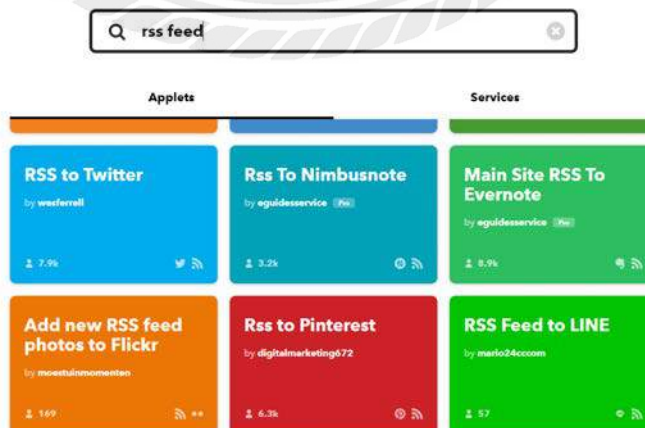 rss feed
Applets Services
RSS to Twitter
by wesferrell
7.9k
Rss To Nimbusnote
by eguidesservice Pro
3.2k
Main Site RSS To
Evernote
by eguidesservice Pro
8.9k
Add new RSS feed
photos to Flickr
by moestuinmomenten
169
Rss to Pinterest
by digitalmarketing672
6.3k
RSS Feed to LINE
by mario24cccom
57